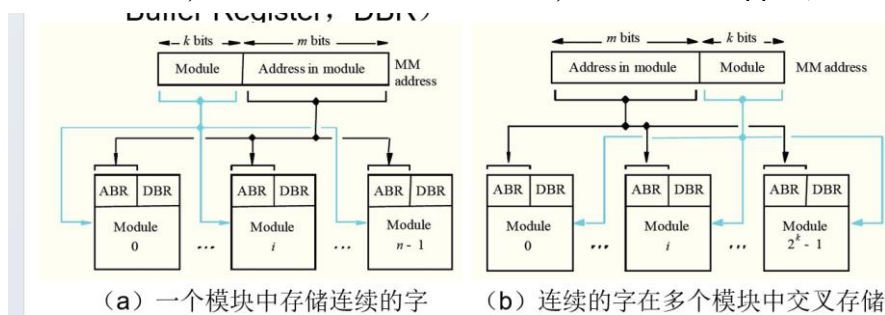 Buffer Register，DBR）
k bits
m bits
Module
Address in module
MM
address
ABR
DBR
ABR
DBR
ABR
DBR
Module
0
...
Module
i
...
Module
n - 1
（a）一个模块中存储连续的字
m bits
k bits
Address in module
Module
MM address
ABR
DBR
ABR
DBR
ABR
DBR
Module
0
...
Module
i
...
Module
2^k - 1
（b）连续的字在多个模块中交叉存储